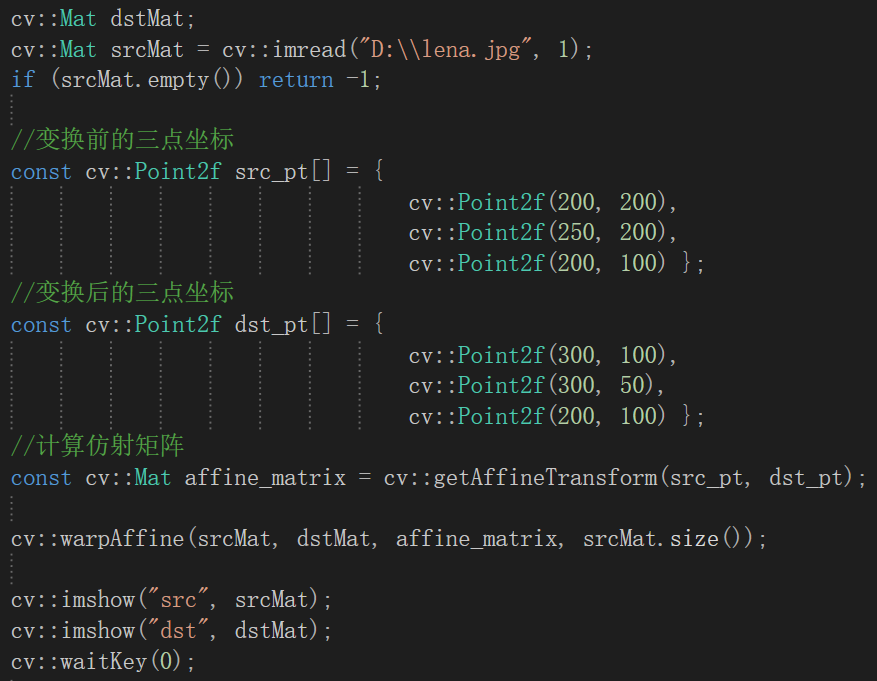 cv::Mat dstMat;
cv::Mat srcMat = cv::imread("D:\\lena.jpg", 1);
if (srcMat.empty()) return -1;
//变换前的三点坐标
const cv::Point2f src_pt[] = {
cv::Point2f(200, 200),
cv::Point2f(250, 200),
cv::Point2f(200, 100) };
//变换后的三点坐标
const cv::Point2f dst_pt[] = {
cv::Point2f(300, 100),
cv::Point2f(300, 50),
cv::Point2f(200, 100) };
//计算仿射矩阵
const cv::Mat affine_matrix = cv::getAffineTransform(src_pt, dst_pt);
cv::warpAffine(srcMat, dstMat, affine_matrix, srcMat.size());
cv::imshow("src", srcMat);
cv::imshow("dst", dstMat);
cv::waitKey(0);